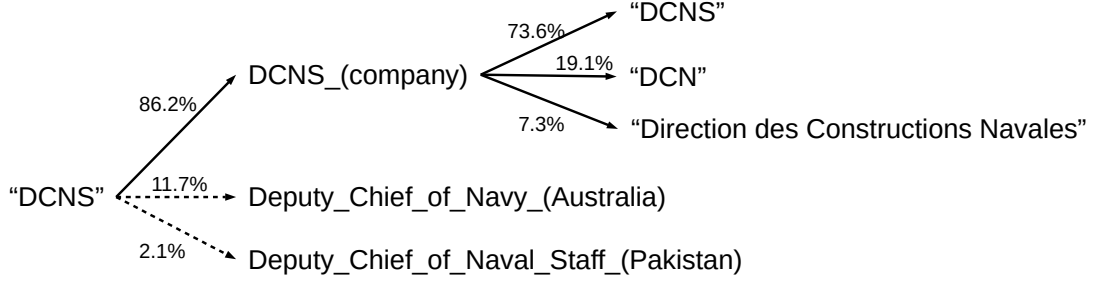 “DCNS”
73.6%
DCNS_(company)
19.1%
“DCN”
86.2%
7.3%
“Direction des Constructions Navales”
“DCNS”
11.7%
Deputy_Chief_of_Navy_(Australia)
2.1%
Deputy_Chief_of_Naval_Staff_(Pakistan)